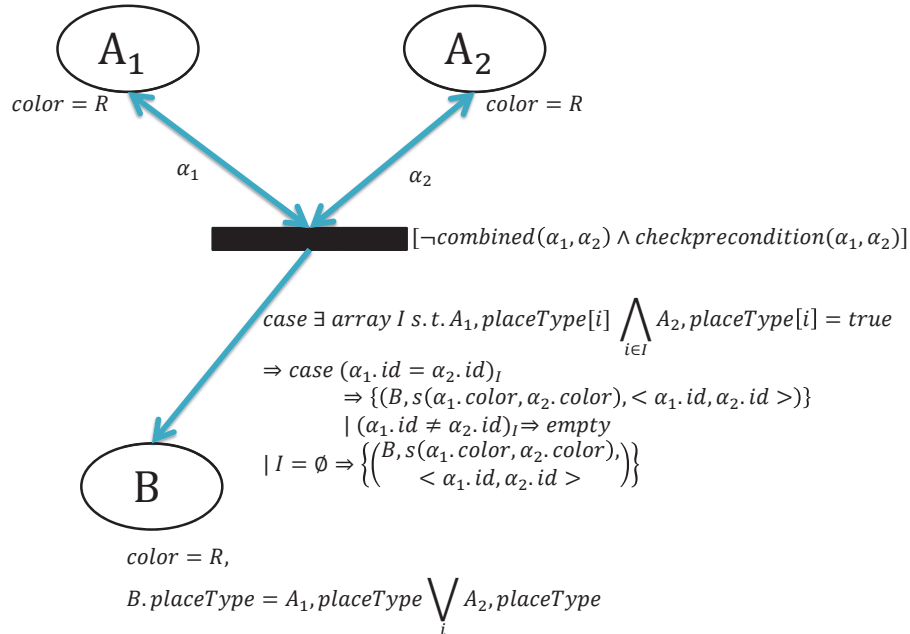 A₁
A₂
color = R
color = R
α₁
α₂
[¬combined(α₁, α₂) ∧ checkprecondition(α₁, α₂)]
case ∃ array I s.t. A₁, placeType[i] ⋀ A₂, placeType[i] = true
i∈I
⇒ case (α₁. id = α₂. id)_I
⇒ {(B, s(α₁. color, α₂. color), < α₁. id, α₂. id >)}
| (α₁. id ≠ α₂. id)_I ⇒ empty
| I = ∅ ⇒ {(B, s(α₁. color, α₂. color),
< α₁. id, α₂. id > )}
B
color = R,
B. placeType = A₁, placeType ⋁ A₂, placeType
i